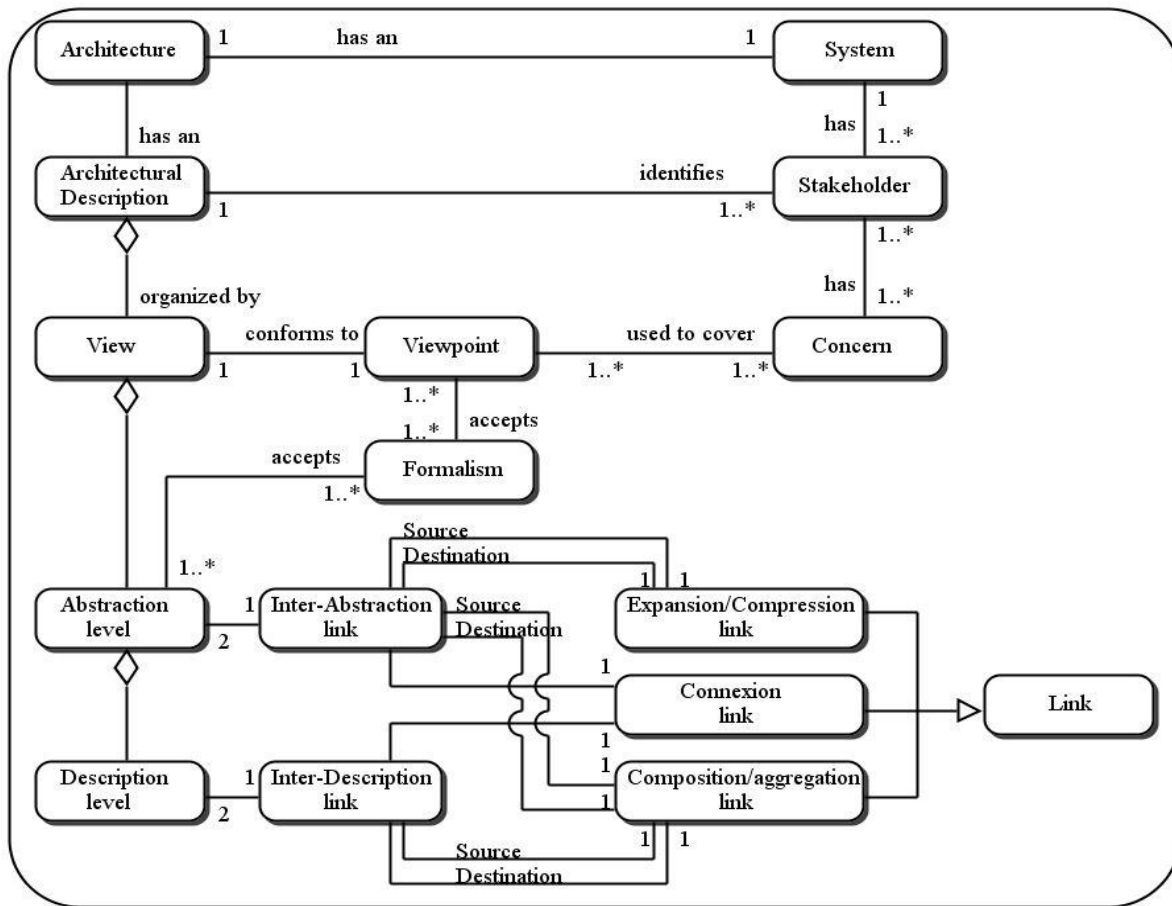 Architecture
1
has an
1
System
1
has
1..*
has an
Architectural
Description
1
identifies
1..*
Stakeholder
1..*
has
1..*
organized by
View
1
conforms to
1
Viewpoint
used to cover
1..*
1..*
Concern
1..*
accepts
1..*
Formalism
accepts
1..*
1..*
Source
Destination
1
1
Abstraction
level
1
2
Inter-Abstraction
link
Source
Destination
Expansion/Compression
link
1
Connexion
link
1
Link
Description
level
1
2
Inter-Description
link
1
1
Composition/aggregation
link
1
1
Source
Destination